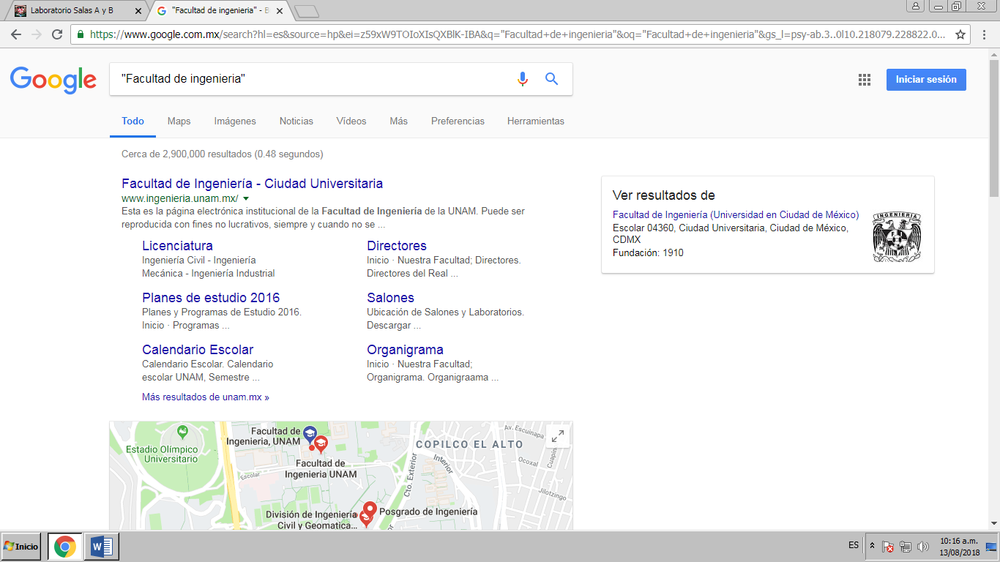 Laboratorio Salas A y B
"Facultad de ingenieria" - B
https://www.google.com.mx/search?hl=es&source=hp&ei=z59xW9TOIoXIsQXBlK-IBA&q="Facultad+de+ingenieria"&oq="Facultad+de+ingenieria"&gs_l=psy-ab.3..0l10.218079.228822.0...
Google
"Facultad de ingenieria"
Iniciar sesión
Todo Maps Imágenes Noticias Vídeos Más Preferencias Herramientas
Cerca de 2,900,000 resultados (0.48 segundos)
Facultad de Ingeniería - Ciudad Universitaria
www.ingenieria.unam.mx/
Esta es la página electrónica institucional de la Facultad de Ingeniería de la UNAM. Puede ser
reproducida con fines no lucrativos, siempre y cuando no se ...
Licenciatura
Ingeniería Civil - Ingeniería
Mecánica - Ingeniería Industrial
Directores
Inicio · Nuestra Facultad; Directores.
Directores del Real ...
Planes de estudio 2016
Planes y Programas de Estudio 2016.
Inicio · Programas ...
Salones
Ubicación de Salones y Laboratorios.
Descargar ...
Calendario Escolar
Calendario Escolar. Calendario
escolar UNAM, Semestre ...
Organigrama
Inicio · Nuestra Facultad;
Organigrama. Organigraama ...
Más resultados de unam.mx »
Ver resultados de
Facultad de Ingeniería (Universidad en Ciudad de México)
Escolar 04360, Ciudad Universitaria, Ciudad de México,
CDMX
Fundación: 1910
INGENIERIA
Estadio Olímpico
Universitario
Facultad de
Ingenieria, UNAM
Facultad de
Ingenieria UNAM
Escolar
COPILCO EL ALTO
Av. Escuinapa
Cuapin
Ocoxal
Jilotzingo
Interior
Cto. Exterior
División de Ingeniería
Civil y Geomatica...
Posgrado de Ingeniería
Inicio
ES
10:16 a.m.
13/08/2018